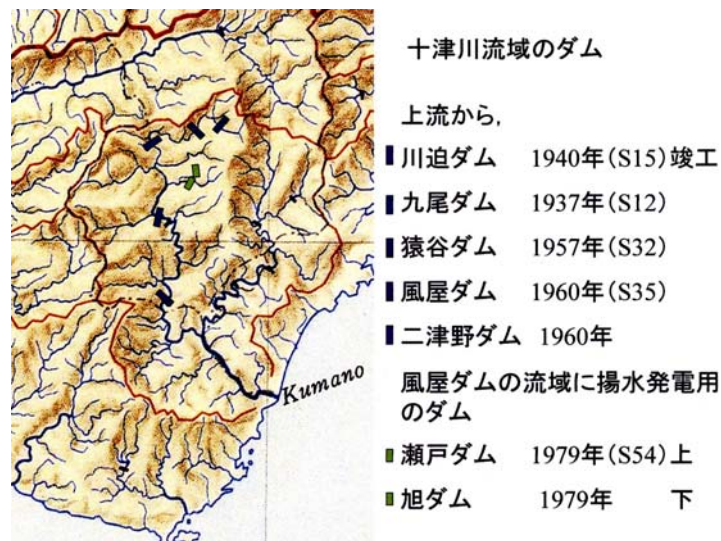 十津川流域のダム
上流から,
川迫ダム 1940年(S15)竣工
九尾ダム 1937年(S12)
猿谷ダム 1957年(S32)
風屋ダム 1960年(S35)
二津野ダム 1960年
Kumano
風屋ダムの流域に揚水発電用
のダム
瀬戸ダム 1979年(S54)上
旭ダム 1979年 下